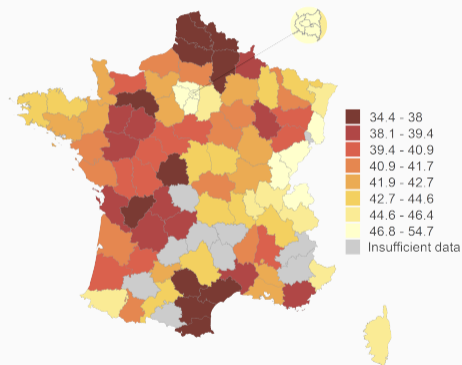 34.4 - 38
38.1 - 39.4
39.4 - 40.9
40.9 - 41.7
41.9 - 42.7
42.7 - 44.6
44.6 - 46.4
46.8 - 54.7
Insufficient data